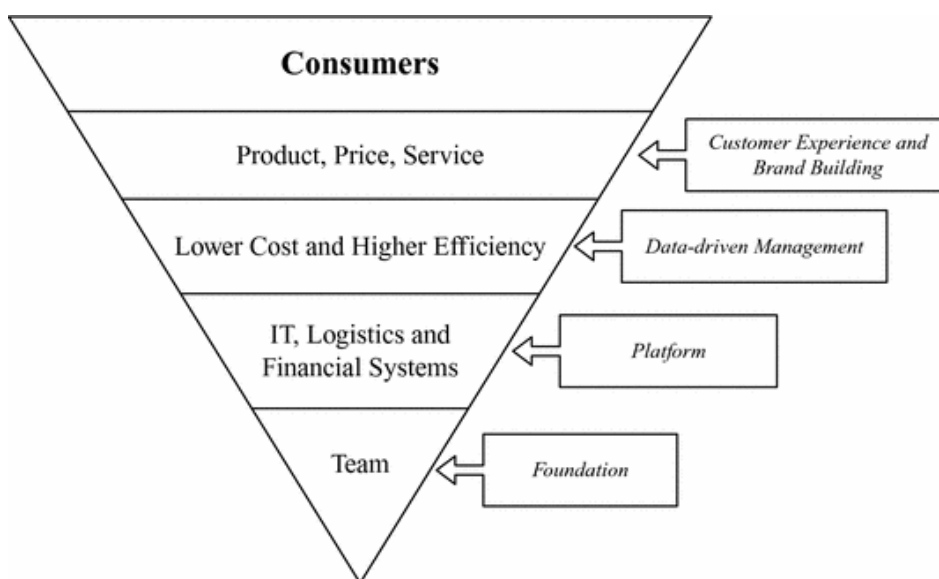 Consumers
Product, Price, Service
Customer Experience and
Brand Building
Lower Cost and Higher Efficiency
Data-driven Management
IT, Logistics and
Financial Systems
Platform
Team
Foundation